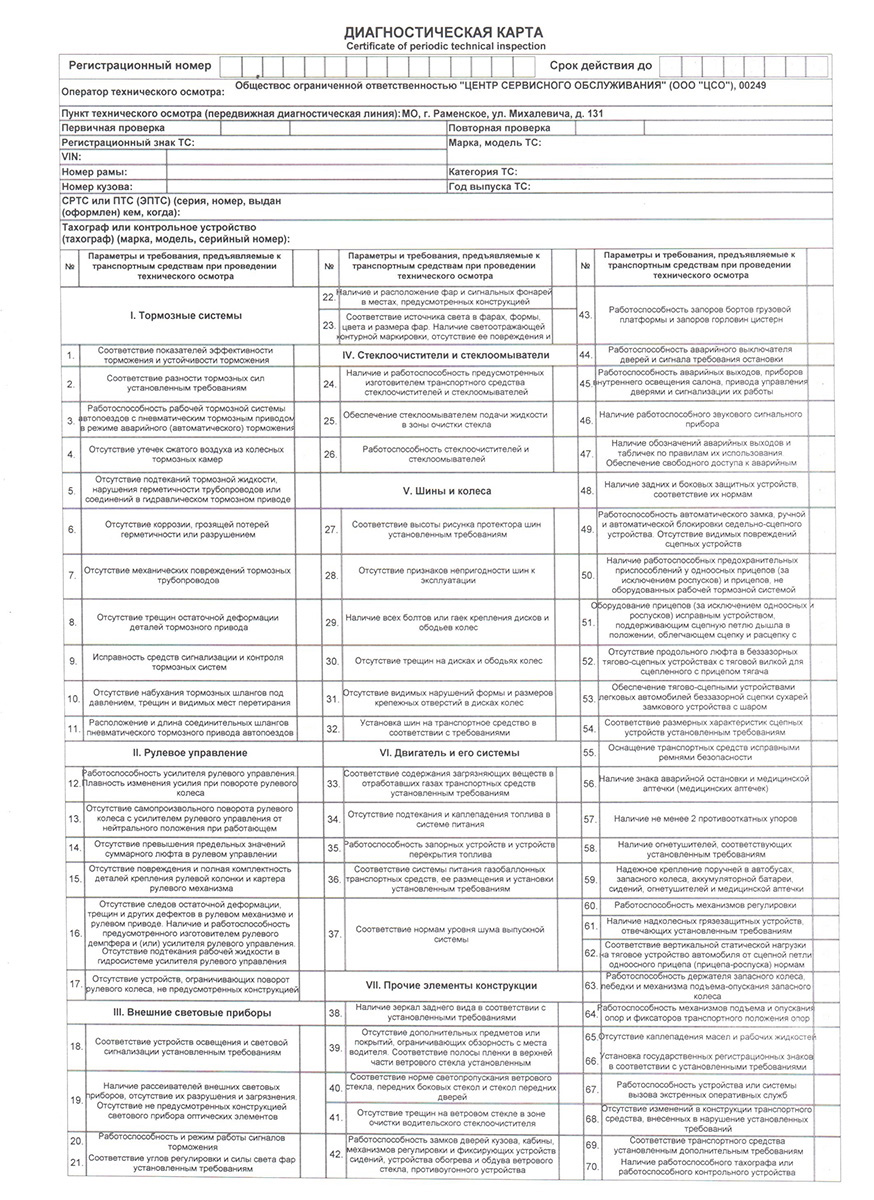 ДИАГНОСТИЧЕСКАЯ КАРТА
Certificate of periodic technical inspection
Регистрационный номер
Срок действия до
Оператор технического осмотра:
Обществос ограниченной ответственностью "ЦЕНТР СЕРВИСНОГО ОБСЛУЖИВАНИЯ" (ООО "ЦСО"), 00249
Пункт технического осмотра (передвижная диагностическая линия): МО, г. Раменское, ул. Михалевича, д. 131
Первичная проверка
Повторная проверка
Регистрационный знак ТС:
Марка, модель ТС:
VIN:
Номер рамы:
Категория ТС:
Номер кузова:
Год выпуска ТС:
СРТС или ПТС (ЭПТС) (серия, номер, выдан
(оформлен) кем, когда):
Тахограф или контрольное устройство
(тахограф) (марка, модель, серийный номер):
№
Параметры и требования, предъявляемые к
транспортным средствам при проведении
технического осмотра
I. Тормозные системы
1. Соответствие показателей эффективности
торможения и устойчивости торможения
2. Соответствие разности тормозных сил
установленным требованиям
3. Работоспособность рабочей тормозной системы
автопоездов с пневматическим тормозным приводом
в режиме аварийного (автоматического) торможения
4. Отсутствие утечек сжатого воздуха из колесных
тормозных камер
5. Отсутствие подтеканий тормозной жидкости,
нарушения герметичности трубопроводов или
соединений в гидравлическом тормозном приводе
6. Отсутствие коррозии, грозящей потерей
герметичности или разрушением
7. Отсутствие механических повреждений тормозных
трубопроводов
8. Отсутствие трещин остаточной деформации
деталей тормозного привода
9. Исправность средств сигнализации и контроля
тормозных систем
10. Отсутствие набухания тормозных шлангов под
давлением, трещин и видимых мест перетирания
11. Расположение и длина соединительных шлангов
пневматического тормозного привода автопоездов
II. Рулевое управление
12. Работоспособность усилителя рулевого управления.
Плавность изменения усилия при повороте рулевого
колеса
13. Отсутствие самопроизвольного поворота рулевого
колеса с усилителем рулевого управления от
нейтрального положения при работающем
14. Отсутствие превышения предельных значений
суммарного люфта в рулевом управлении
15. Отсутствие повреждения и полная комплектность
деталей крепления рулевой колонки и картера
рулевого механизма
16. Отсутствие следов остаточной деформации,
трещин и других дефектов в рулевом механизме и
рулевом приводе. Наличие и работоспособность
предусмотренного изготовителем рулевого
демпфера и (или) усилителя рулевого управления.
Отсутствие подтекания рабочей жидкости в
гидросистеме усилителя рулевого управления
17. Отсутствие устройств, ограничивающих поворот
рулевого колеса, не предусмотренных конструкцией
III. Внешние световые приборы
18. Соответствие устройств освещения и световой
сигнализации установленным требованиям
19. Наличие рассеивателей внешних световых
приборов, отсутствие их разрушения и загрязнения.
Отсутствие не предусмотренных конструкцией
светового прибора оптических элементов
20. Работоспособность и режим работы сигналов
торможения
21. Соответствие углов регулировки и силы света фар
установленным требованиям
№
Параметры и требования, предъявляемые к
транспортным средствам при проведении
технического осмотра
22. Наличие и расположение фар и сигнальных фонарей
в местах, предусмотренных конструкцией
23. Соответствие источника света в фарах, формы,
цвета и размера фар. Наличие светоотражающей
контурной маркировки, отсутствие ее повреждения и
IV. Стеклоочистители и стеклоомыватели
24. Наличие и работоспособность предусмотренных
изготовителем транспортного средства
стеклоочистителей и стеклоомывателей
25. Обеспечение стеклоомывателем подачи жидкости
в зоны очистки стекла
26. Работоспособность стеклоочистителей и
стеклоомывателей
V. Шины и колеса
27. Соответствие высоты рисунка протектора шин
установленным требованиям
28. Отсутствие признаков непригодности шин к
эксплуатации
29. Наличие всех болтов или гаек крепления дисков и
ободьев колес
30. Отсутствие трещин на дисках и ободьях колес
31. Отсутствие видимых нарушений формы и размеров
крепежных отверстий в дисках колес
32. Установка шин на транспортное средство в
соответствии с требованиями
VI. Двигатель и его системы
33. Соответствие содержания загрязняющих веществ в
отработавших газах транспортных средств
установленным требованиям
34. Отсутствие подтекания и каплепадения топлива в
системе питания
35. Работоспособность запорных устройств и устройств
перекрытия топлива
36. Соответствие системы питания газобаллонных
транспортных средств, ее размещения и установки
установленным требованиям
37. Соответствие нормам уровня шума выпускной
системы
VII. Прочие элементы конструкции
38. Наличие зеркал заднего вида в соответствии с
установленными требованиями
39. Отсутствие дополнительных предметов или
покрытий, ограничивающих обзорность с места
водителя. Соответствие полосы пленки в верхней
части ветрового стекла установленным
40. Соответствие норме светопропускания ветрового
стекла, передних боковых стекол и стекол передних
дверей
41. Отсутствие трещин на ветровом стекле в зоне
очистки водительского стеклоочистителя
42. Работоспособность замков дверей кузова, кабины,
механизмов регулировки и фиксирующих устройств
сидений, устройства обогрева и обдува ветрового
стекла, противоугонного устройства
№
Параметры и требования, предъявляемые к
транспортным средствам при проведении
технического осмотра
43. Работоспособность запоров бортов грузовой
платформы и запоров горловин цистерн
44. Работоспособность аварийного выключателя
дверей и сигнала требования остановки
45. Работоспособность аварийных выходов, приборов
внутреннего освещения салона, привода управления
дверями и сигнализации их работы
46. Наличие работоспособного звукового сигнального
прибора
47. Наличие обозначений аварийных выходов и
табличек по правилам их использования.
Обеспечение свободного доступа к аварийным
48. Наличие задних и боковых защитных устройств,
соответствие их нормам
49. Работоспособность автоматического замка, ручной
и автоматической блокировки седельно-сцепного
устройства. Отсутствие видимых повреждений
сцепных устройств
50. Наличие работоспособных предохранительных
приспособлений у одноосных прицепов (за
исключением роспусков) и прицепов, не
оборудованных рабочей тормозной системой
51. Оборудование прицепов (за исключением одноосных и
роспусков) исправным устройством,
поддерживающим сцепную петлю дышла в
положении, облегчающем сцепку и расцепку с
52. Отсутствие продольного люфта в беззазорных
тягово-сцепных устройствах с тяговой вилкой для
сцепленного с прицепом тягача
53. Обеспечение тягово-сцепными устройствами
легковых автомобилей беззазорной сцепки сухарей
замкового устройства с шаром
54. Соответствие размерных характеристик сцепных
устройств установленным требованиям
55. Оснащение транспортных средств исправными
ремнями безопасности
56. Наличие знака аварийной остановки и медицинской
аптечки (медицинских аптечек)
57. Наличие не менее 2 противооткатных упоров
58. Наличие огнетушителей, соответствующих
установленным требованиям
59. Надежное крепление поручней в автобусах,
запасного колеса, аккумуляторной батареи,
сидений, огнетушителей и медицинской аптечки
60. Работоспособность механизмов регулировки
61. Наличие надколесных грязезащитных устройств,
отвечающих установленным требованиям
62. Соответствие вертикальной статической нагрузки
на тяговое устройство автомобиля от сцепной петли
одноосного прицепа (прицепа-роспуска) нормам
63. Работоспособность держателя запасного колеса,
лебедки и механизма подъема-опускания запасного
колеса
64. Работоспособность механизмов подъема и опускания
опор и фиксаторов транспортного положения опор
65. Отсутствие каплепадения масел и рабочих жидкостей
66. Установка государственных регистрационных знаков
в соответствии с установленными требованиями
67. Работоспособность устройства или системы
вызова экстренных оперативных служб
68. Отсутствие изменений в конструкции транспортного
средства, внесенных в нарушение установленных
требований
69. Соответствие транспортного средства
установленным дополнительным требованиям
70. Наличие работоспособного тахографа или
работоспособного контрольного устройства